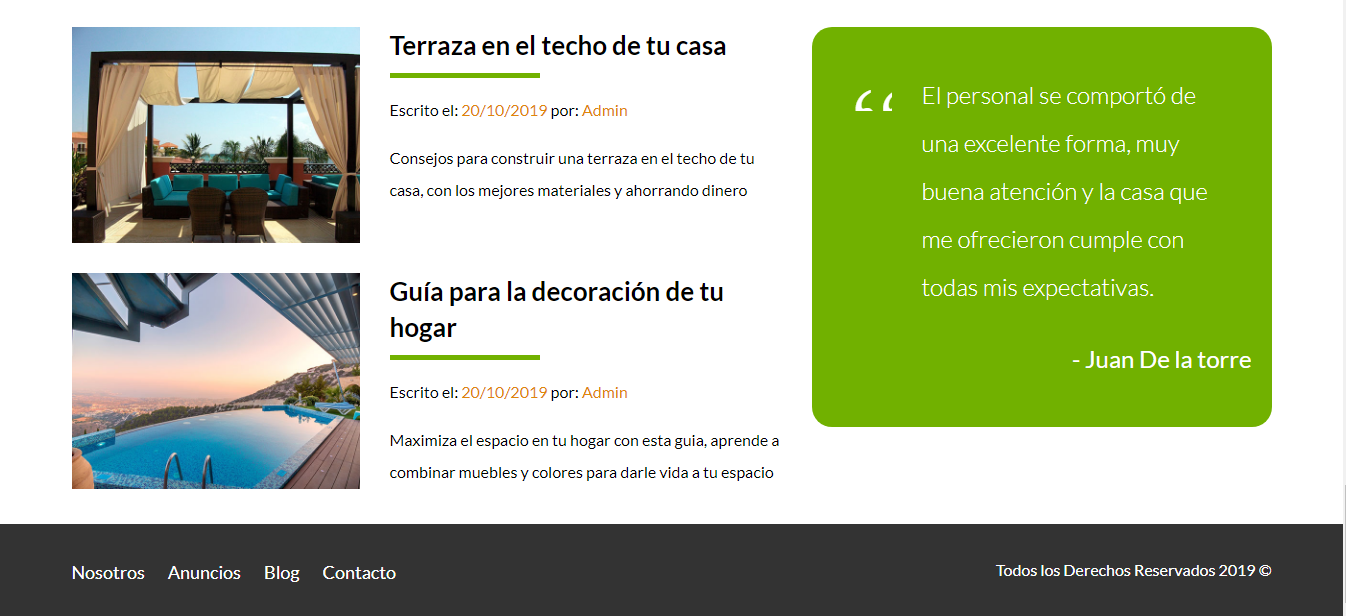 Terraza en el techo de tu casa
Escrito el: 20/10/2019 por: Admin
Consejos para construir una terraza en el techo de tu
casa, con los mejores materiales y ahorrando dinero
Guía para la decoración de tu
hogar
Escrito el: 20/10/2019 por: Admin
Maximiza el espacio en tu hogar con esta guia, aprende a
combinar muebles y colores para darle vida a tu espacio
“ El personal se comportó de
una excelente forma, muy
buena atención y la casa que
me ofrecieron cumple con
todas mis expectativas.
- Juan De la torre
Nosotros Anuncios Blog Contacto
Todos los Derechos Reservados 2019 ©